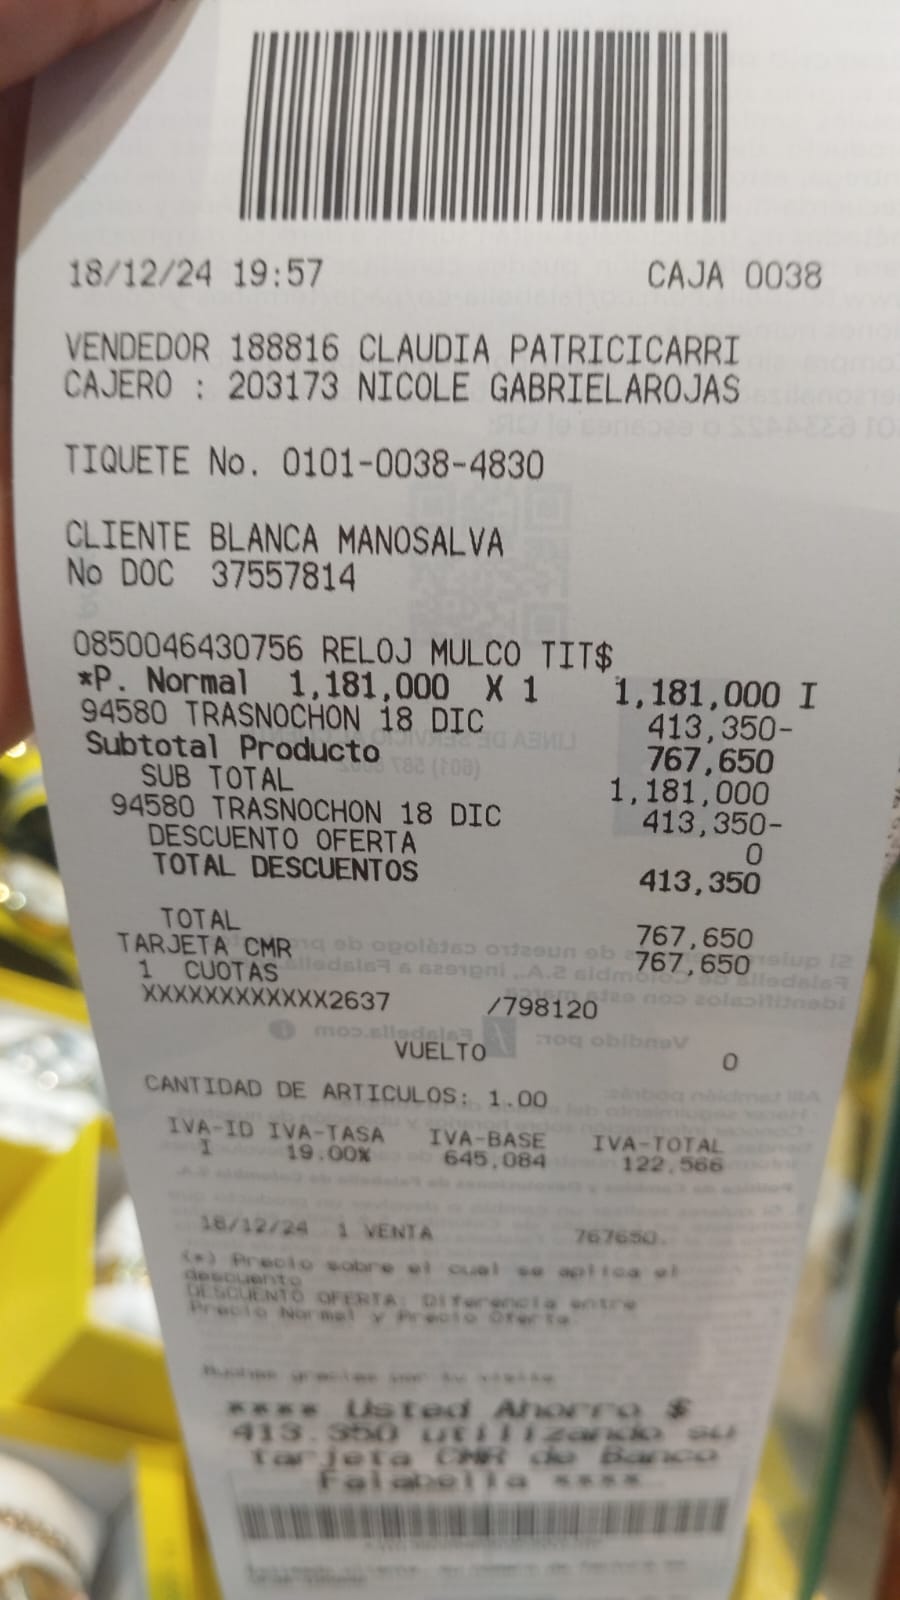 18/12/24 19:57 CAJA 0038
VENDEDOR 188816 CLAUDIA PATRICICARRI
CAJERO : 203173 NICOLE GABRIELAROJAS
TIQUETE No. 0101-0038-4830
CLIENTE BLANCA MANOSALVA
No DOC 37557814
0850046430756 RELOJ MULCO TIT$
*P. Normal 1,181,000 X 1 1,181,000 I
94580 TRASNOCHON 18 DIC 413,350-
Subtotal Producto 767,650
SUB TOTAL 1,181,000
94580 TRASNOCHON 18 DIC 413,350-
DESCUENTO OFERTA 0
TOTAL DESCUENTOS 413,350
TOTAL 767,650
TARJETA CMR 767,650
1 CUOTAS
XXXXXXXXXXXX2637 /798120
VUELTO 0
CANTIDAD DE ARTICULOS: 1.00
IVA-ID IVA-TASA IVA-BASE IVA-TOTAL
I 19.00% 645,084 122,566
18/12/24 1 VENTA 767650.
(*) Precio sobre el cual se aplica el
descuento
DESCUENTO OFERTA: Diferencia entre
Precio Normal y Precio Oferta.
**** Usted Ahorro $
413.350 utilizando su
tarjeta CMR de Banco
Falabella ****